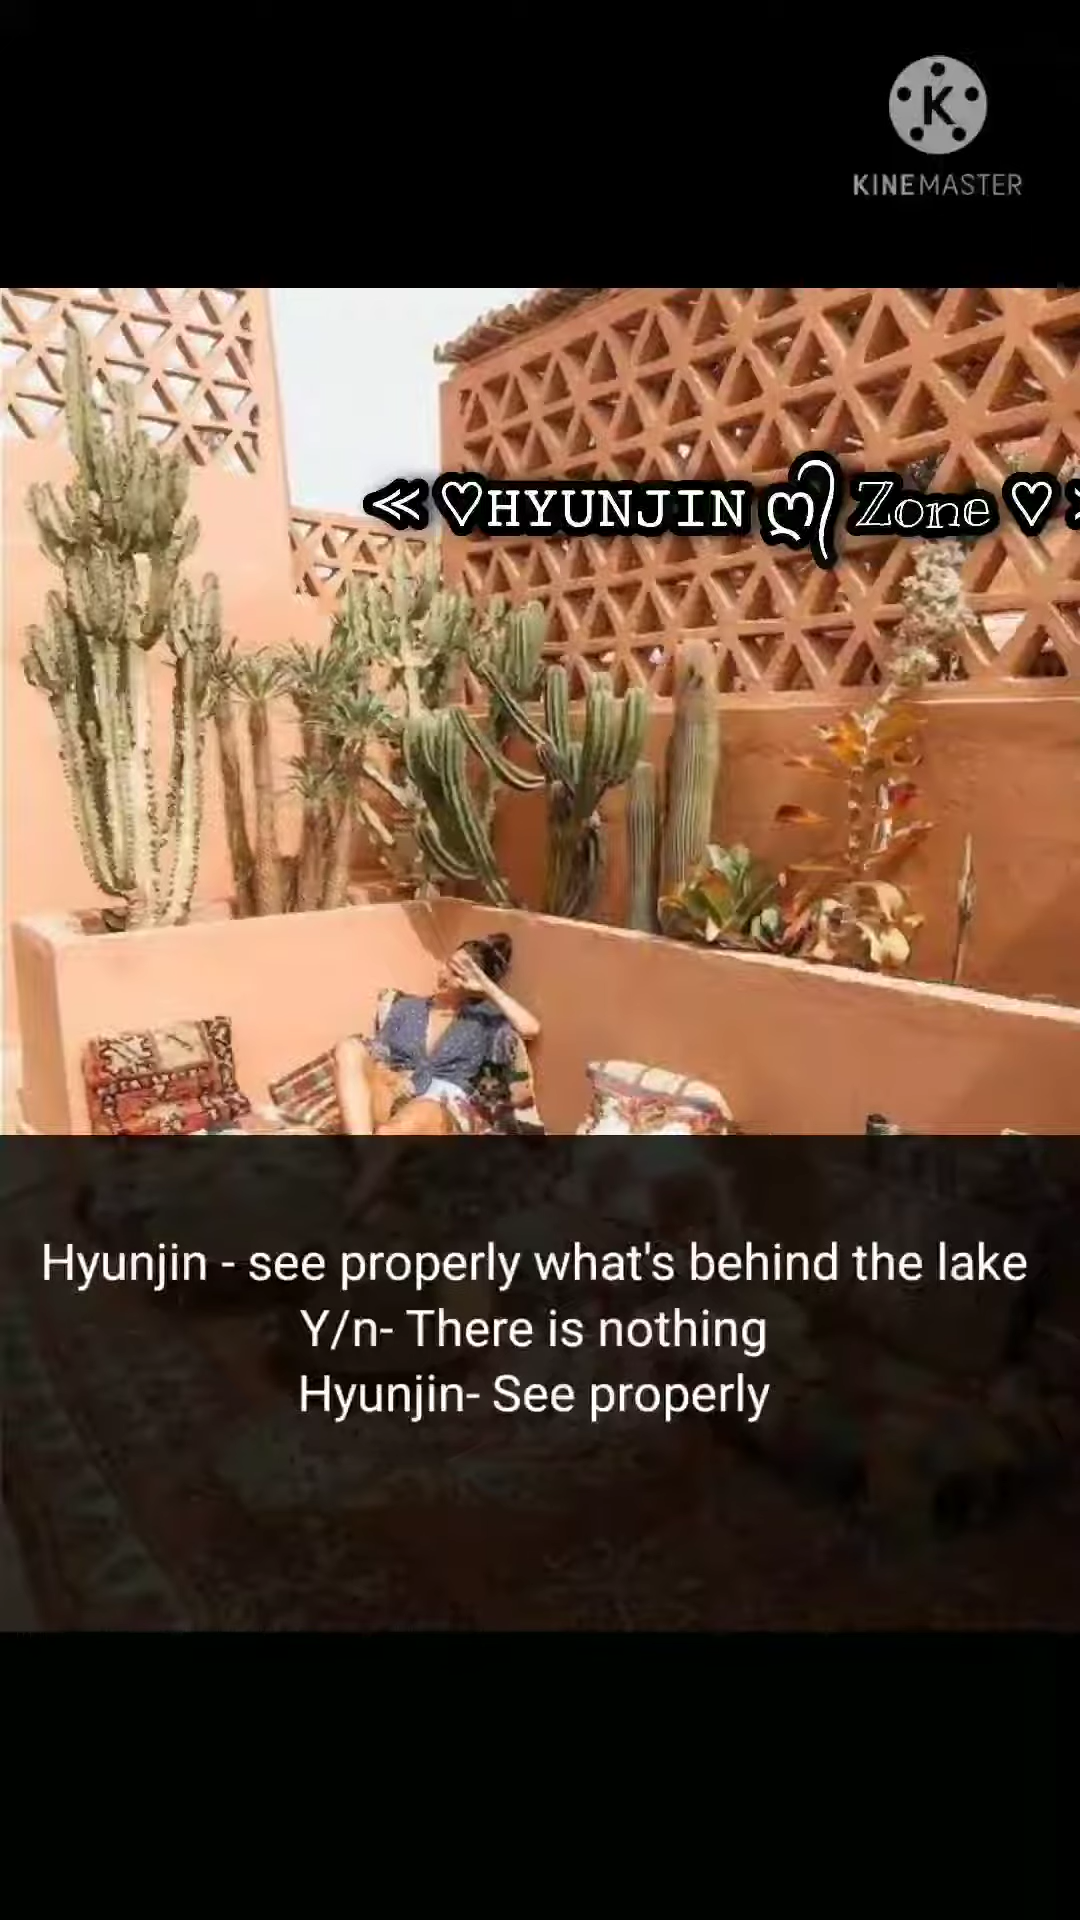 K
KINEMASTER
≪ ♡HYUNJIN ღ᭄ Zone ♡
Hyunjin - see properly what's behind the lake
Y/n- There is nothing
Hyunjin- See properly